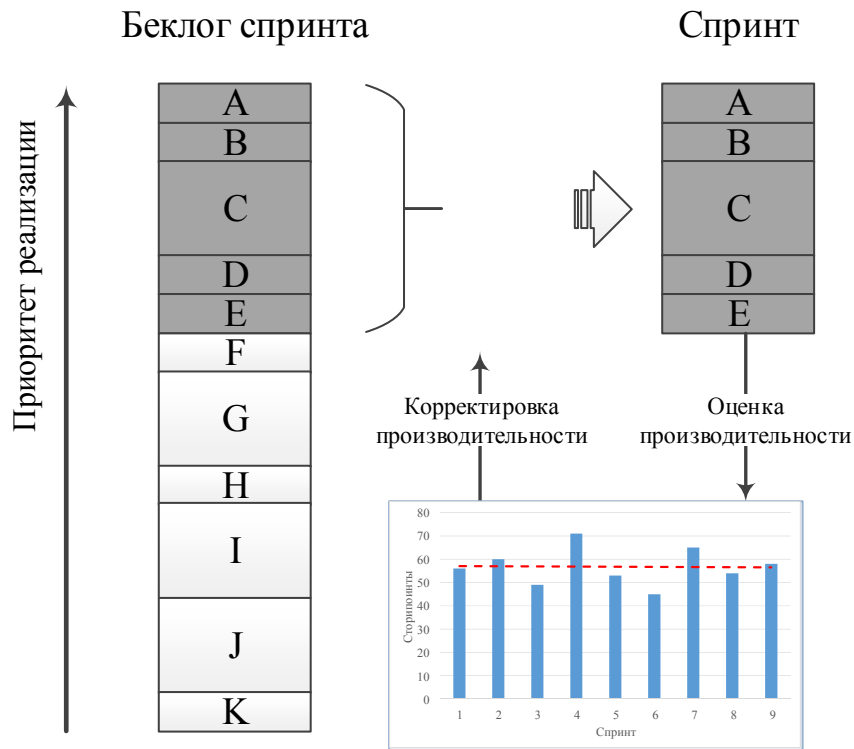 Беклог спринта
Спринт
Приоритет реализации
A
B
C
D
E
F
G
H
I
J
K
A
B
C
D
E
Корректировка
производительности
Оценка
производительности
80
70
60
50
40
30
20
10
0
Сторипоинты
1 2 3 4 5 6 7 8 9
Спринт